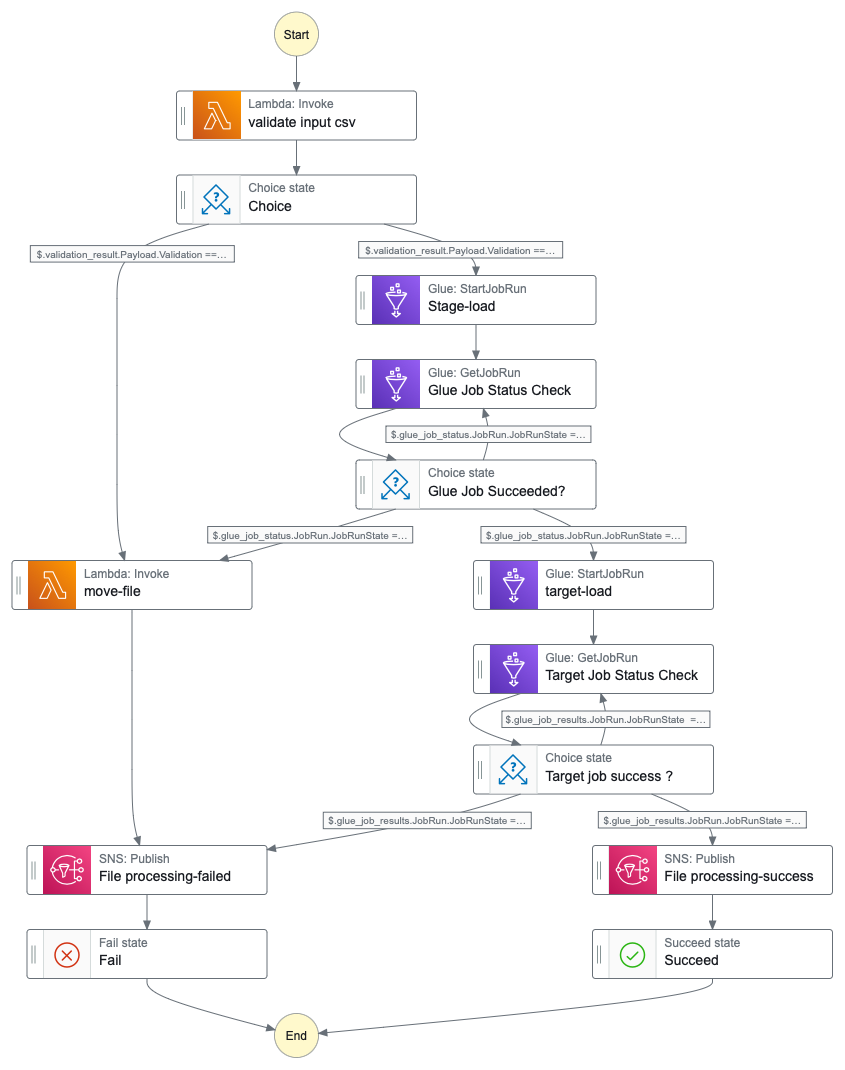 Start
Lambda: Invoke
validate input csv
Choice state
Choice
$.validation_result.Payload.Validation ==…
$.validation_result.Payload.Validation ==…
Glue: StartJobRun
Stage-load
Glue: GetJobRun
Glue Job Status Check
$.glue_job_status.JobRun.JobRunState =…
Choice state
Glue Job Succeeded?
$.glue_job_status.JobRun.JobRunState =…
$.glue_job_status.JobRun.JobRunState =…
Lambda: Invoke
move-file
Glue: StartJobRun
target-load
Glue: GetJobRun
Target Job Status Check
$.glue_job_results.JobRun.JobRunState =…
Choice state
Target job success ?
$.glue_job_results.JobRun.JobRunState =…
$.glue_job_results.JobRun.JobRunState =…
SNS: Publish
File processing-failed
SNS: Publish
File processing-success
Fail state
Fail
Succeed state
Succeed
End